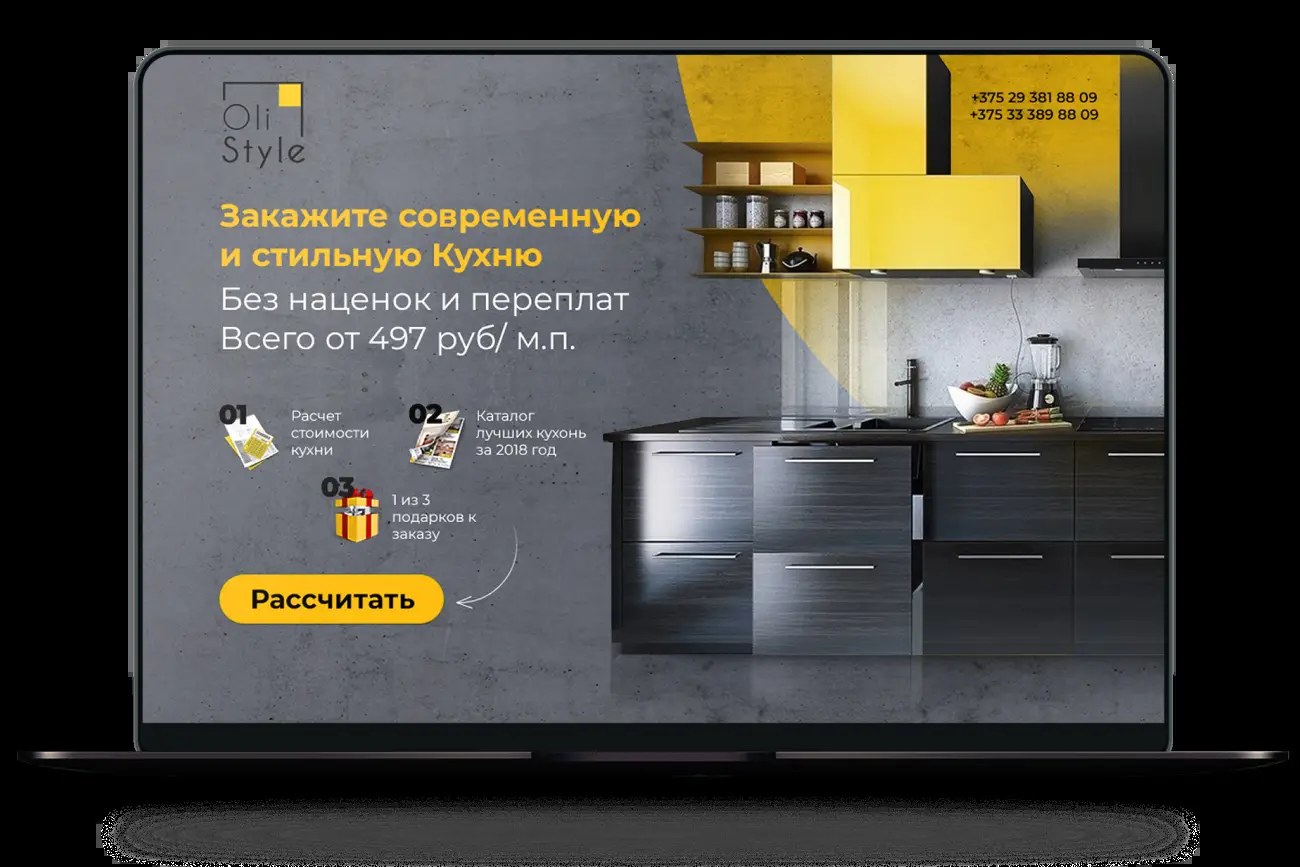 Oli
Style
+375 29 381 88 09
+375 33 389 88 09
Закажите современную
и стильную Кухню
Без наценок и переплат
Всего от 497 руб/ м.п.
01
Расчет
стоимости
кухни
02
Каталог
лучших кухонь
за 2018 год
03
1 из 3
подарков к
заказу
Рассчитать